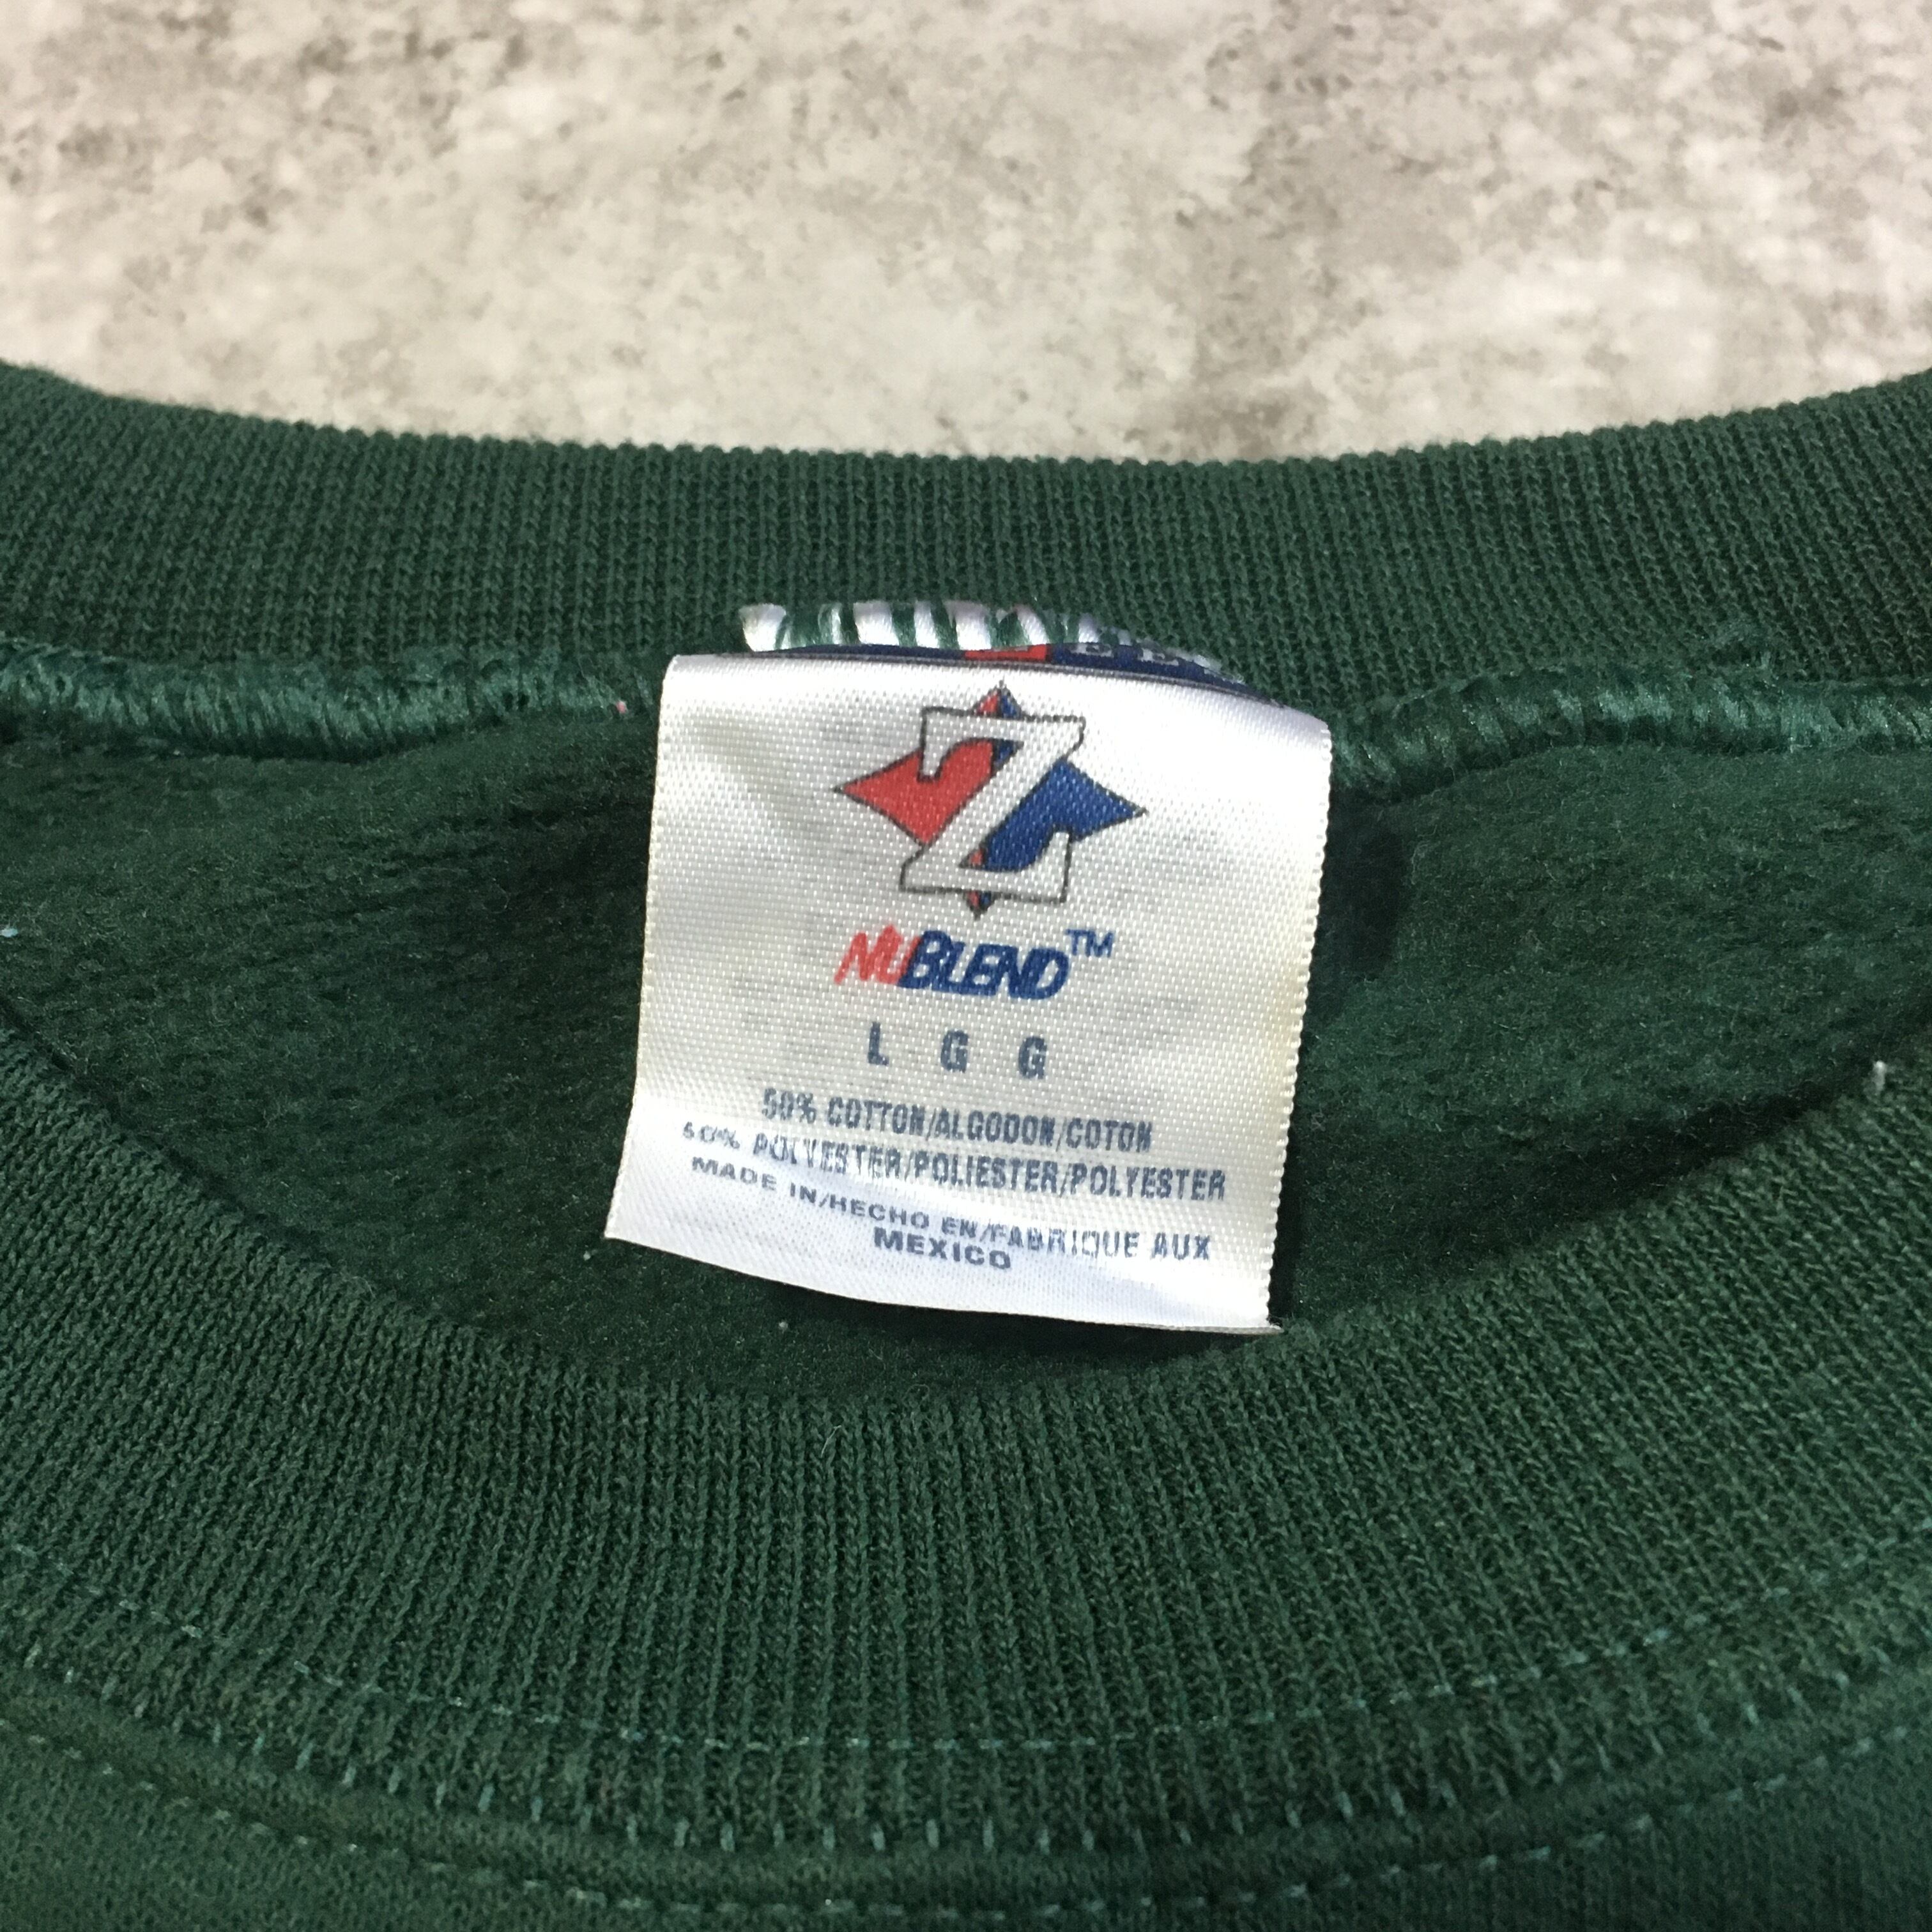 Z
NUBLEND™
L G G
50% COTTON/ALGODON/COTON
50% POLYESTER/POLIESTER/POLYESTER
MADE IN/HECHO EN/FABRIQUE AUX
MEXICO